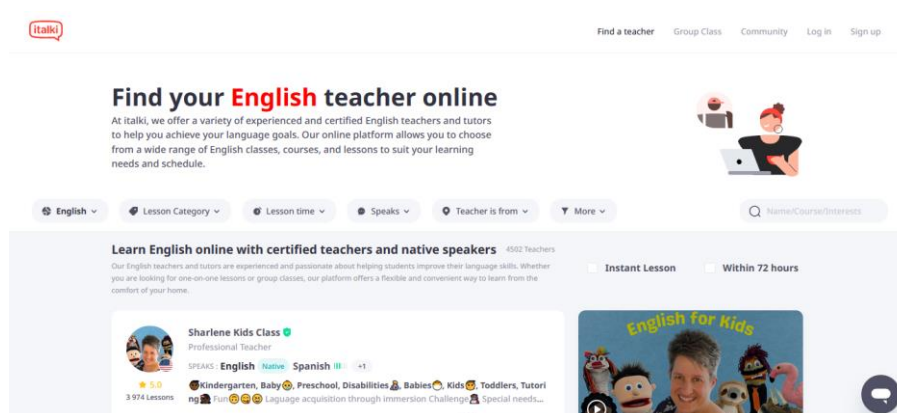 italki
Find a teacher Group Class Community Log in Sign up
Find your English teacher online
At italki, we offer a variety of experienced and certified English teachers and tutors
to help you achieve your language goals. Our online platform allows you to choose
from a wide range of English classes, courses, and lessons to suit your learning
needs and schedule.
English Lesson Category Lesson time Speaks Teacher is from More Name/Course/Interests
Learn English online with certified teachers and native speakers 4502 Teachers
Our English teachers and tutors are experienced and passionate about helping students improve their language skills. Whether
you are looking for one-on-one lessons or group classes, our platform offers a flexible and convenient way to learn from the
comfort of your home.
Instant Lesson Within 72 hours
Sharlene Kids Class
Professional Teacher
SPEAKS: English Native Spanish +1
5.0
3 974 Lessons
Kindergarten, Baby👶, Preschool, Disabilities, Babies, Kids, Toddlers, Tutori
ng Fun Laguage acquisition through immersion Challenge Special needs...
English for Kids